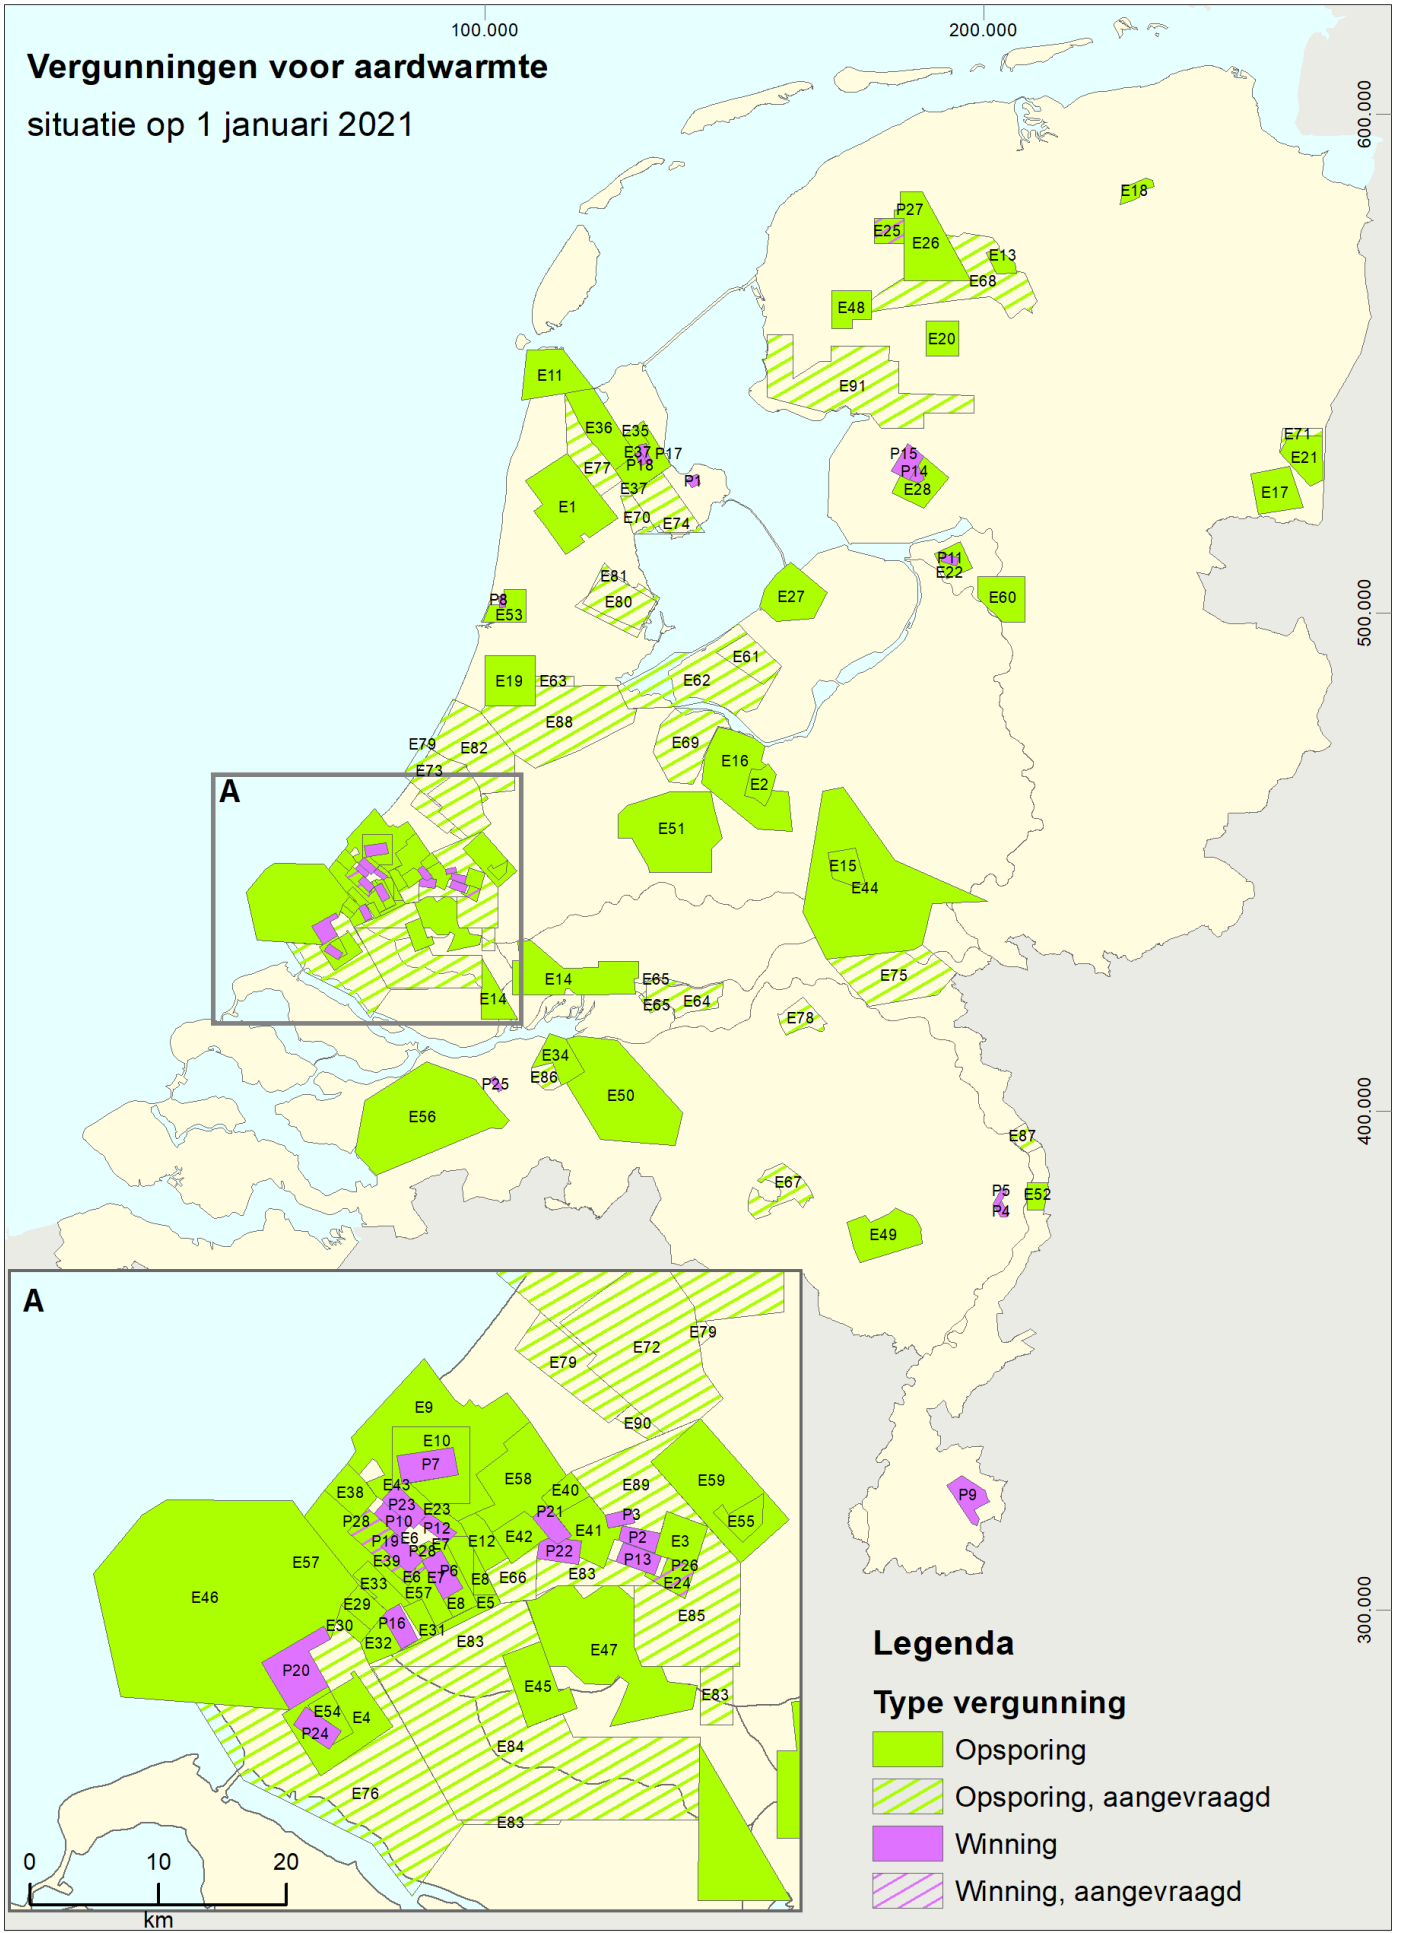 100.000
200.000
Vergunningen voor aardwarmte
situatie op 1 januari 2021
600.000
E18
P27
E25
E26
E13
E68
E48
E20
E11
E91
E36
E35
E37
P17
P18
E77
E37
P1
E1
E70
E74
P15
P14
E28
E71
E21
E17
P11
E22
E60
500.000
E81
E80
P8
E53
E27
E61
E62
E19
E63
E88
E79
E82
E73
E69
E16
E2
A
E51
E15
E44
E14
E65
E65
E64
E75
E14
E78
E34
E86
P25
E50
E56
400.000
E87
P5
P4
E52
E67
E49
P9
300.000
A
E79
E72
E79
E90
E9
E10
P7
E58
E59
E43
E38
P23
E23
E40
E89
E55
P28
P10
P12
P21
P3
P19
E6
E7
E12
E42
E41
P2
E3
P28
P22
P13
E39
P6
P26
E57
E33
E6
E7
E8
E66
E83
E24
E46
E57
E29
E8
E5
E85
E30
P16
E31
E32
E83
E47
P20
E45
E83
E54
E4
P24
E84
E76
E83
0
10
20
km
Legenda
Type vergunning
Opsporing
Opsporing, aangevraagd
Winning
Winning, aangevraagd